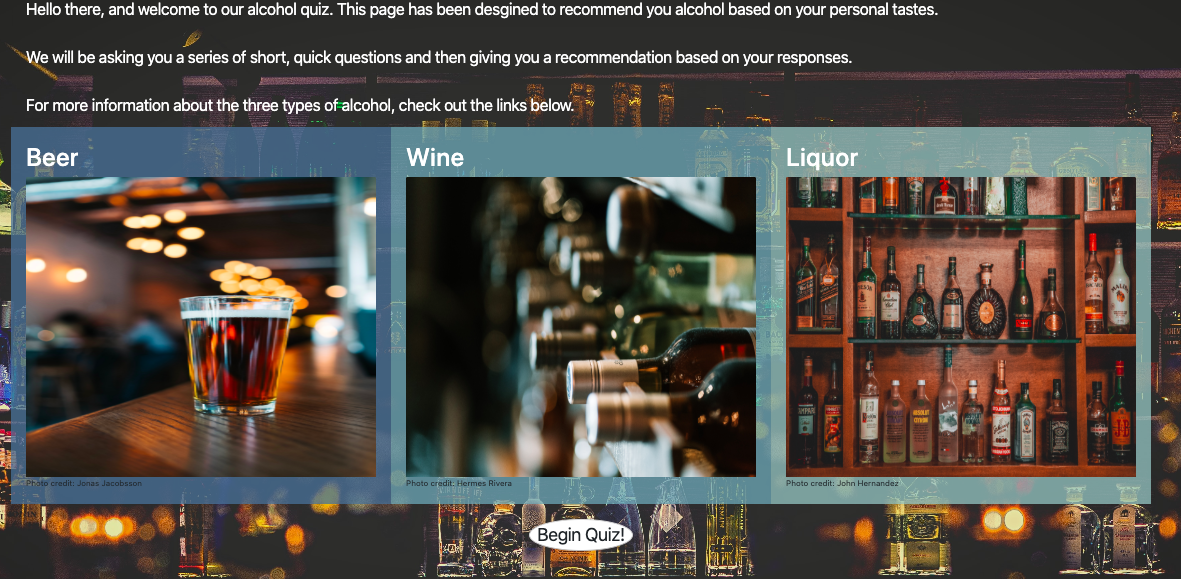 Hello there, and welcome to our alcohol quiz. This page has been desgined to recommend you alcohol based on your personal tastes.
We will be asking you a series of short, quick questions and then giving you a recommendation based on your responses.
For more information about the three types of alcohol, check out the links below.
Beer
Wine
Liquor
Photo credit: Jonas Jacobsson
Photo credit: Hermes Rivera
Photo credit: John Hernandez
Begin Quiz!